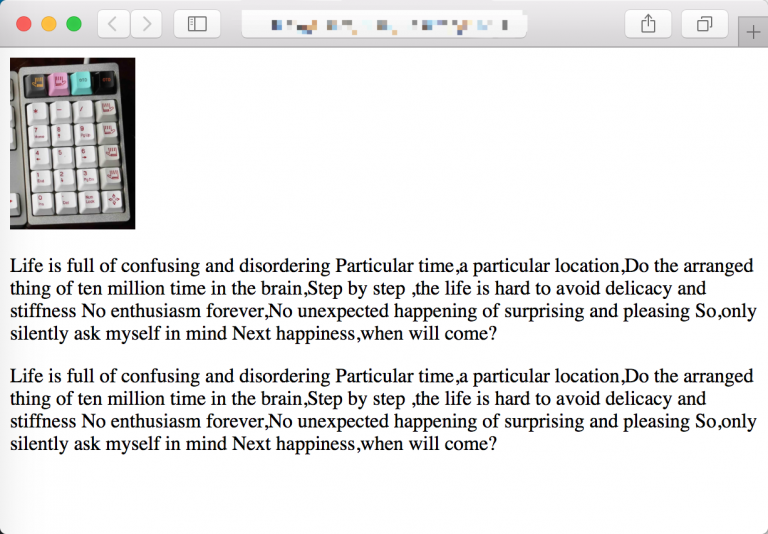 Life is full of confusing and disordering Particular time,a particular location,Do the arranged
thing of ten million time in the brain,Step by step ,the life is hard to avoid delicacy and
stiffness No enthusiasm forever,No unexpected happening of surprising and pleasing So,only
silently ask myself in mind Next happiness,when will come?
Life is full of confusing and disordering Particular time,a particular location,Do the arranged
thing of ten million time in the brain,Step by step ,the life is hard to avoid delicacy and
stiffness No enthusiasm forever,No unexpected happening of surprising and pleasing So,only
silently ask myself in mind Next happiness,when will come?